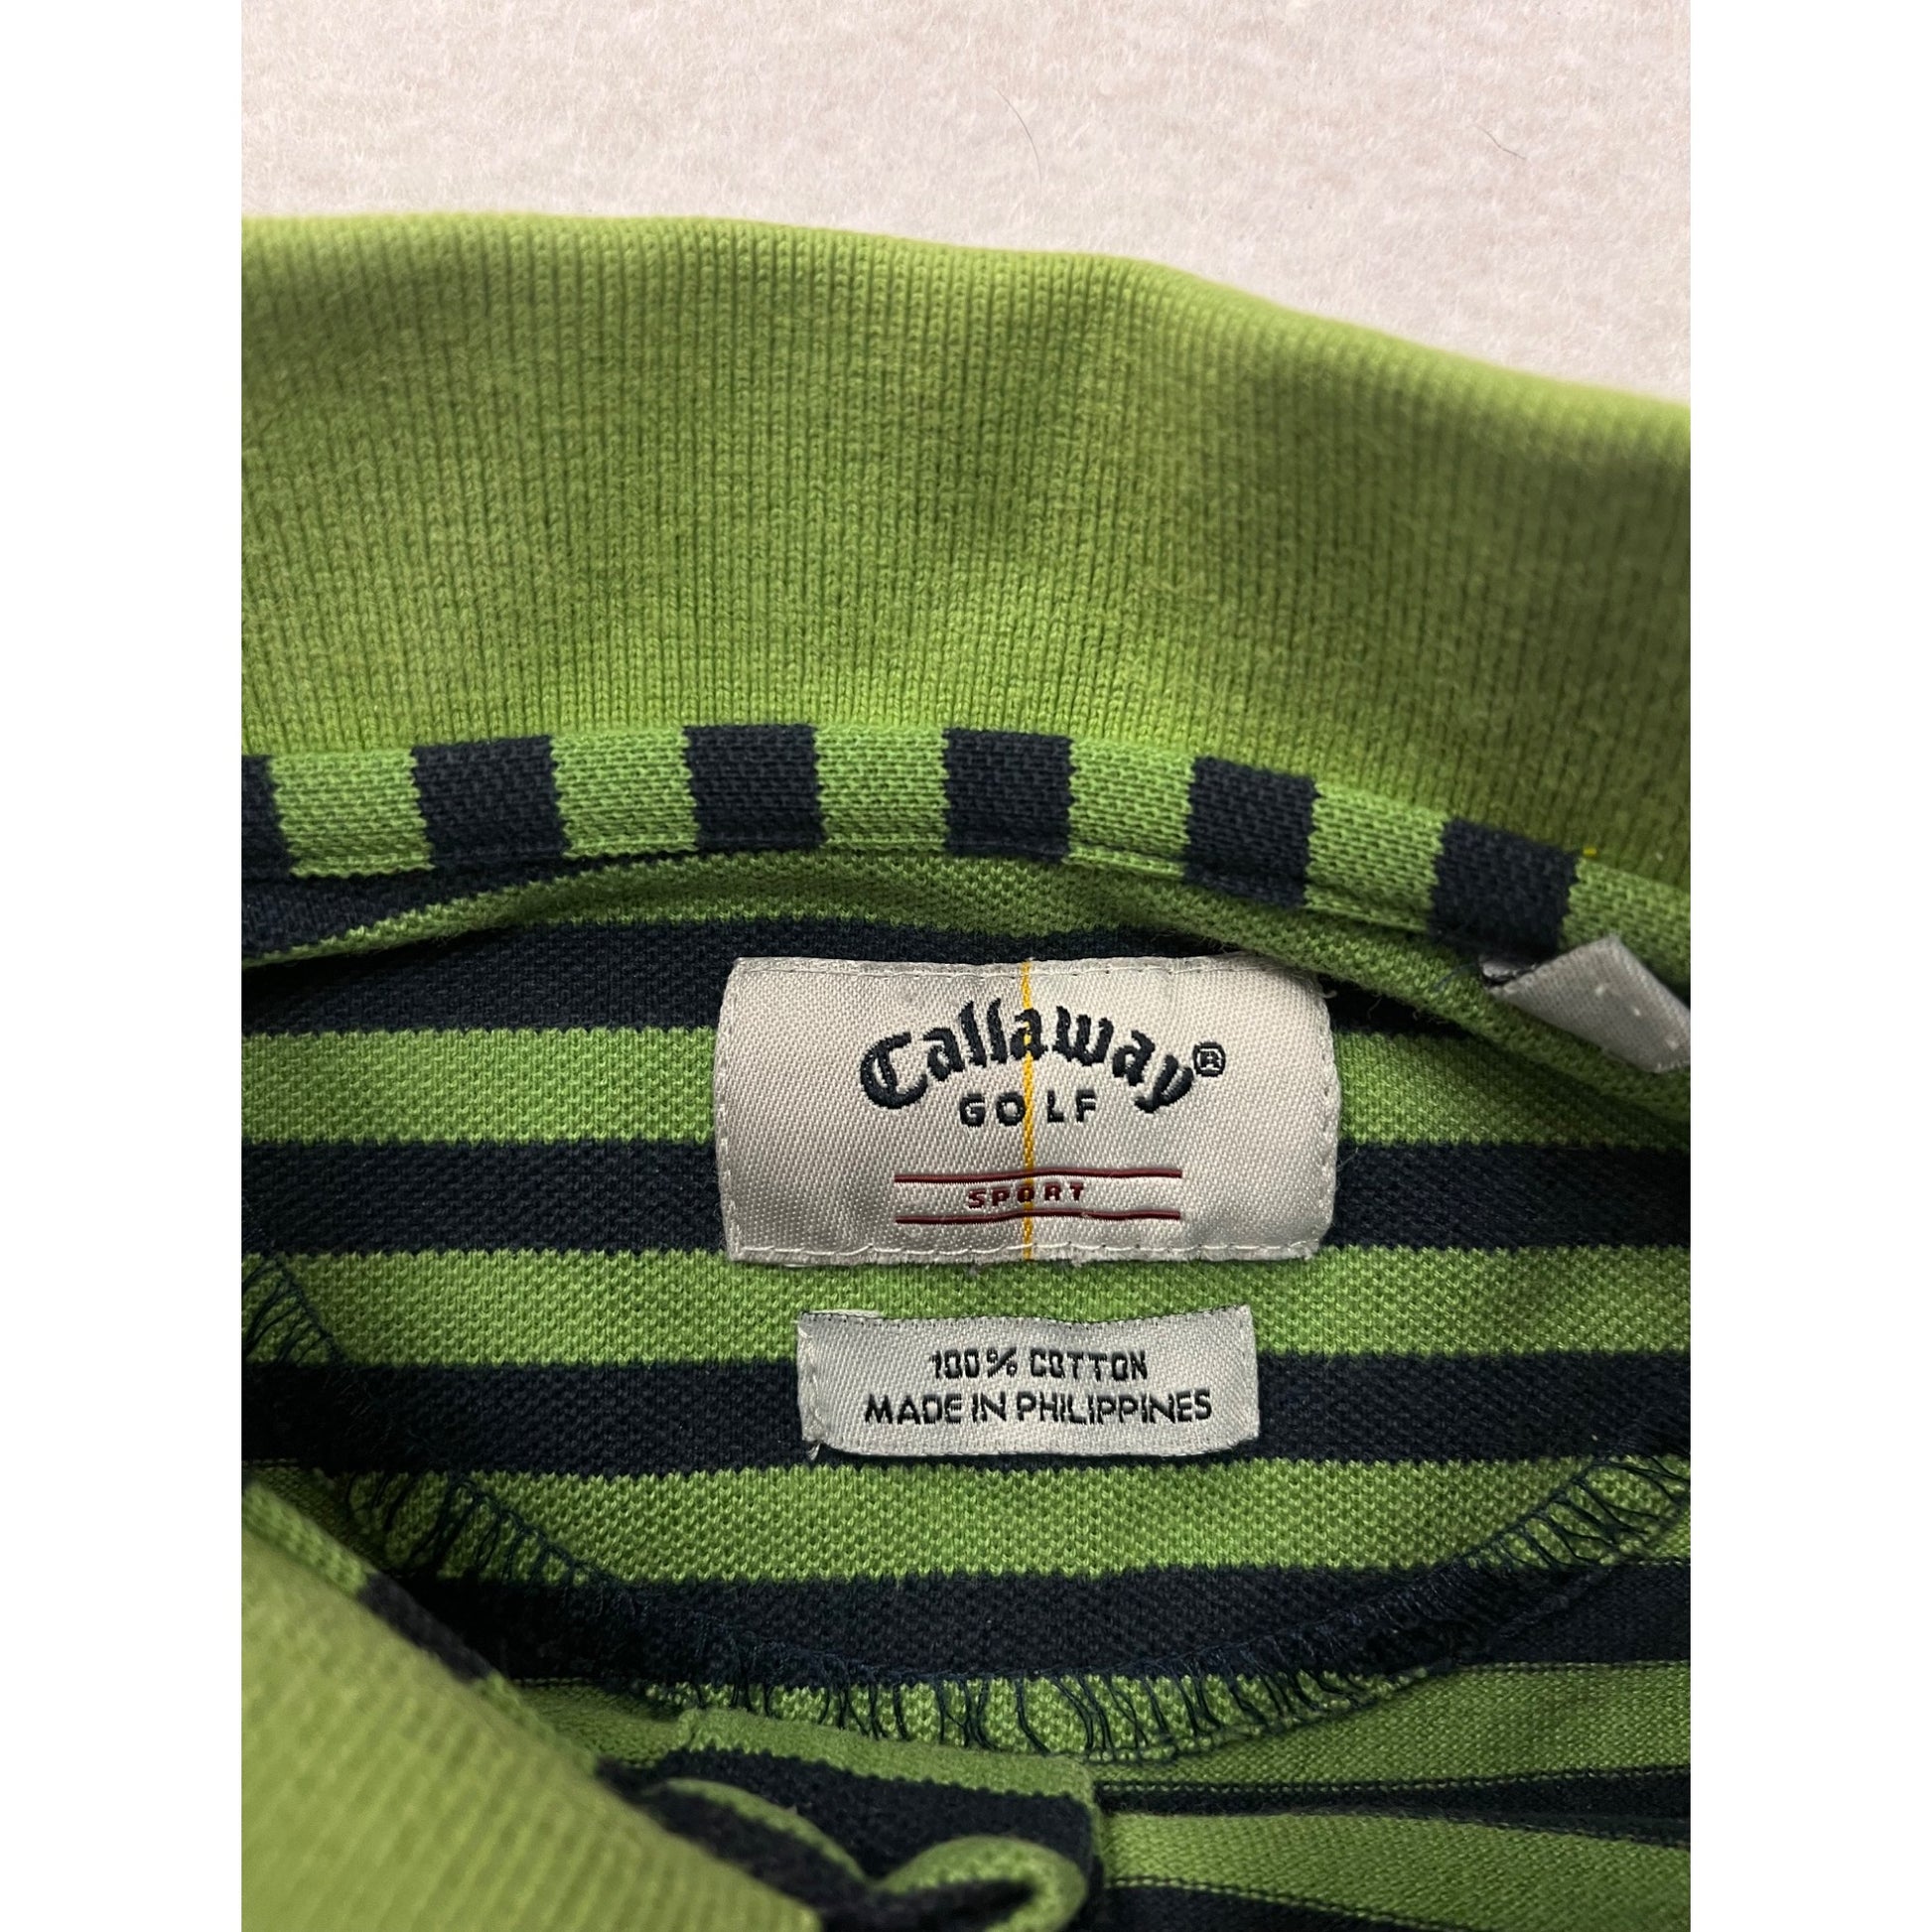 Callaway®
GOLF
SPORT
100% COTTON
MADE IN PHILIPPINES